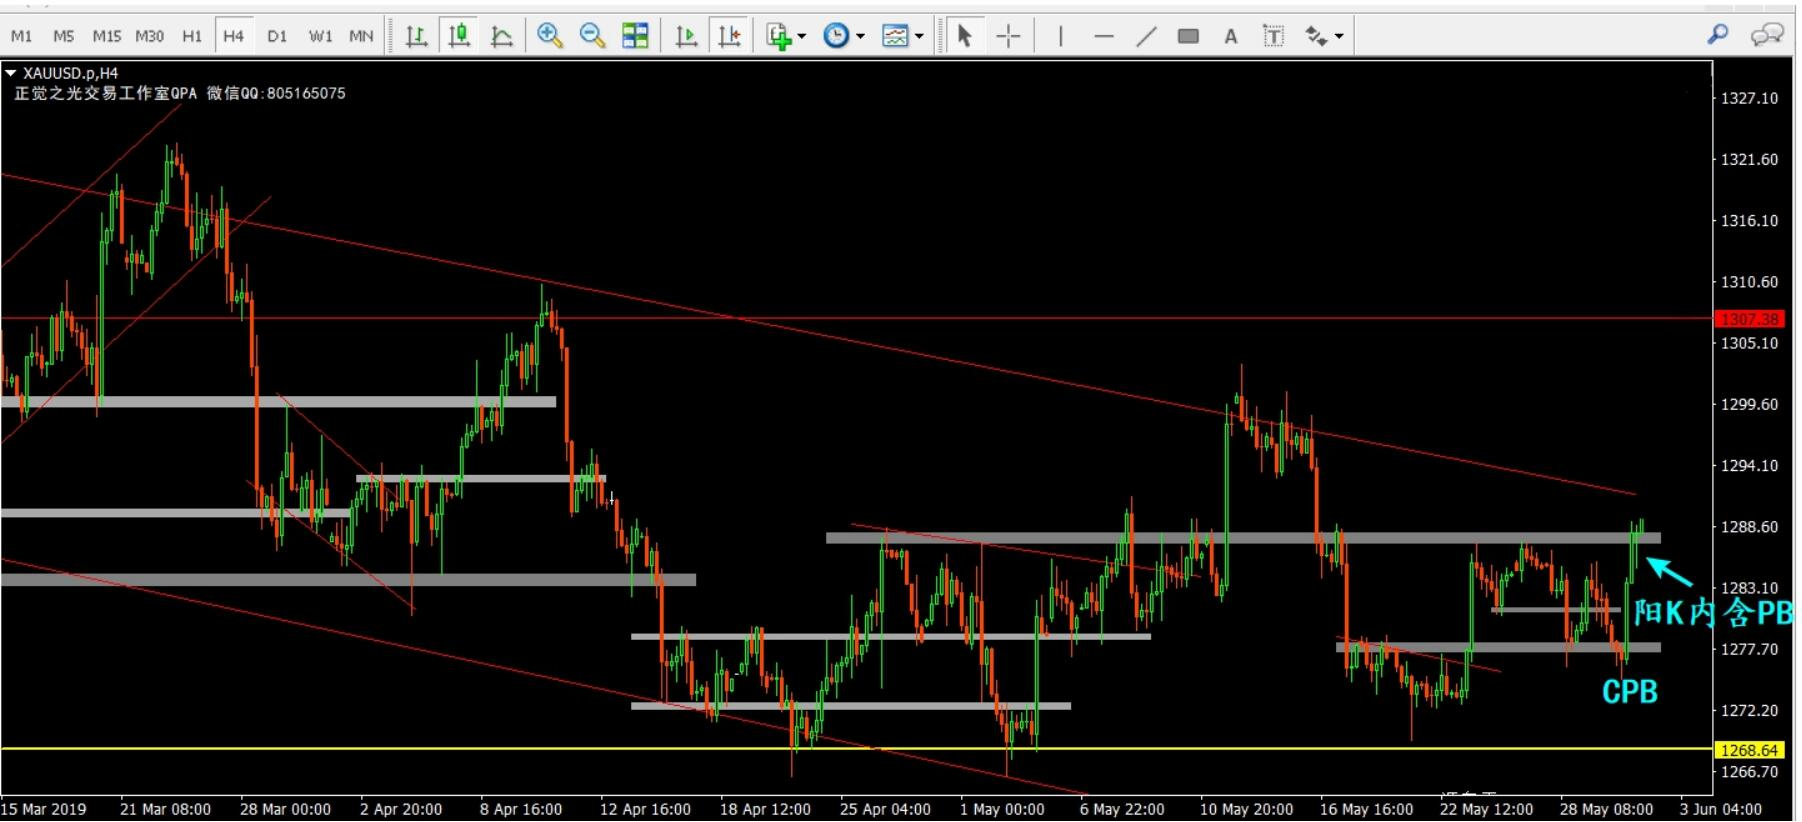 M1 M5 M15 M30 H1 H4 D1 W1 MN A T
XAUUSD.p,H4
正觉之光交易工作室QPA 微信QQ:805165075
1327.10
1321.60
1316.10
1310.60
1307.38
1305.10
1299.60
1294.10
1288.60
1283.10
阳K内含PB
1277.70
CPB
1272.20
1268.64
1266.70
15 Mar 2019 21 Mar 08:00 28 Mar 00:00 2 Apr 20:00 8 Apr 16:00 12 Apr 16:00 18 Apr 12:00 25 Apr 04:00 1 May 00:00 6 May 22:00 10 May 20:00 16 May 16:00 22 May 12:00 28 May 08:00 3 Jun 04:00